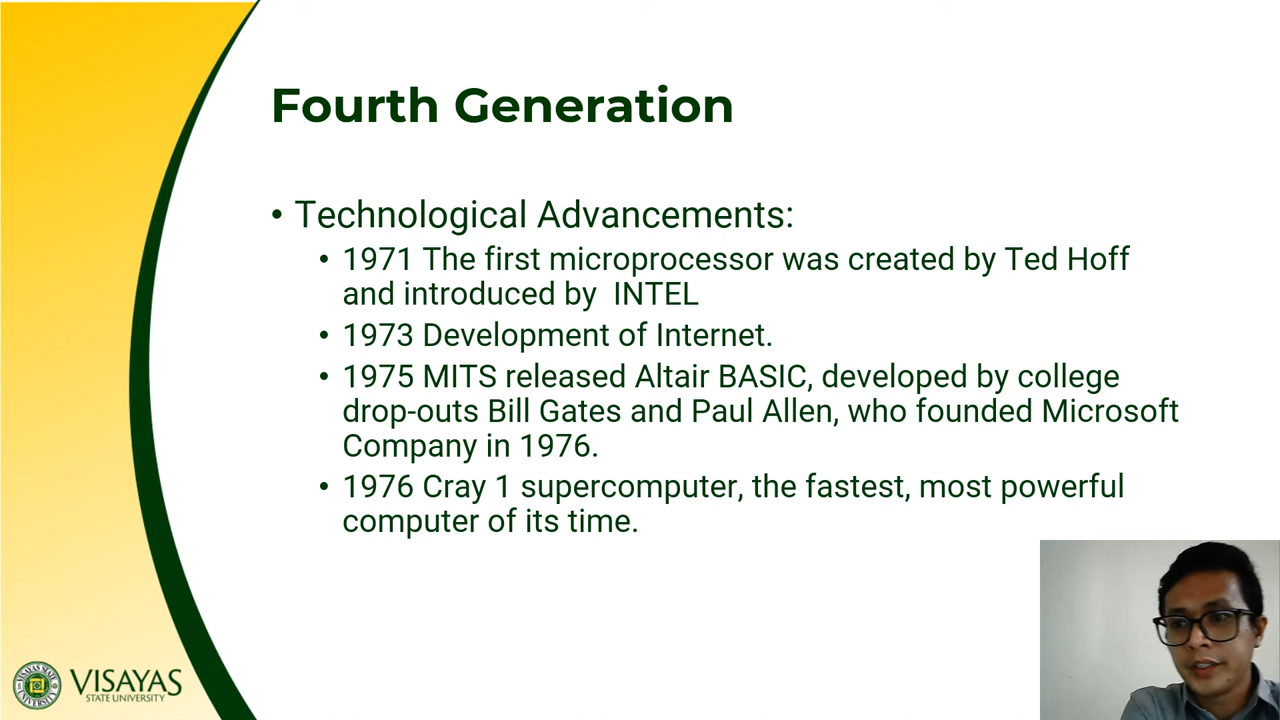 Fourth Generation
• Technological Advancements:
• 1971 The first microprocessor was created by Ted Hoff
and introduced by  INTEL
• 1973 Development of Internet.
• 1975 MITS released Altair BASIC, developed by college
drop-outs Bill Gates and Paul Allen, who founded Microsoft
Company in 1976.
• 1976 Cray 1 supercomputer, the fastest, most powerful
computer of its time.
VISAYAS
STATE UNIVERSITY